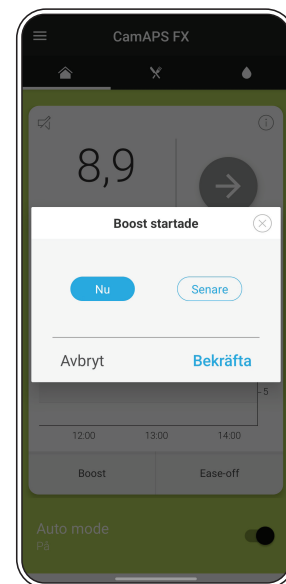 CamAPS FX
8,9
Boost startade
Nu Senare
Avbryt Bekräfta
5
12:00 13:00 14:00
Boost Ease-off
Auto mode
På